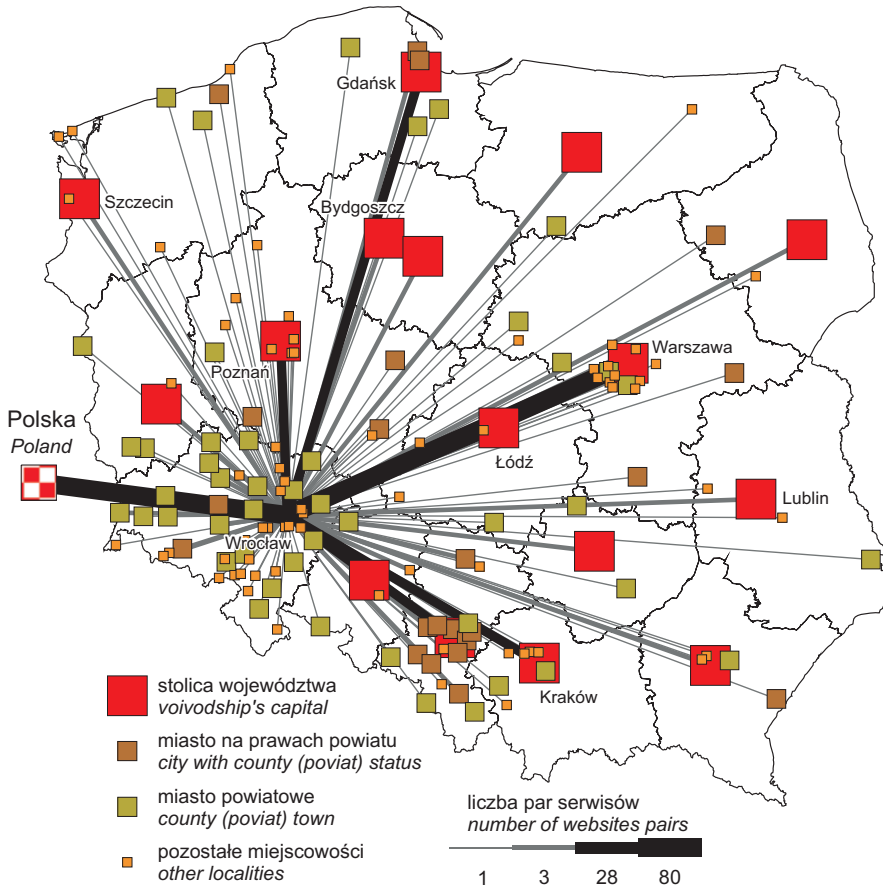 Gdańsk
Szczecin
Bydgoszcz
Poznań
Warszawa
Polska
Poland
Łódź
Lublin
Wrocław
Kraków
stolica województwa
voivodship's capital
miasto na prawach powiatu
city with county (poviat) status
miasto powiatowe
county (poviat) town
pozostałe miejscowości
other localities
liczba par serwisów
number of websites pairs
1 3 28 80